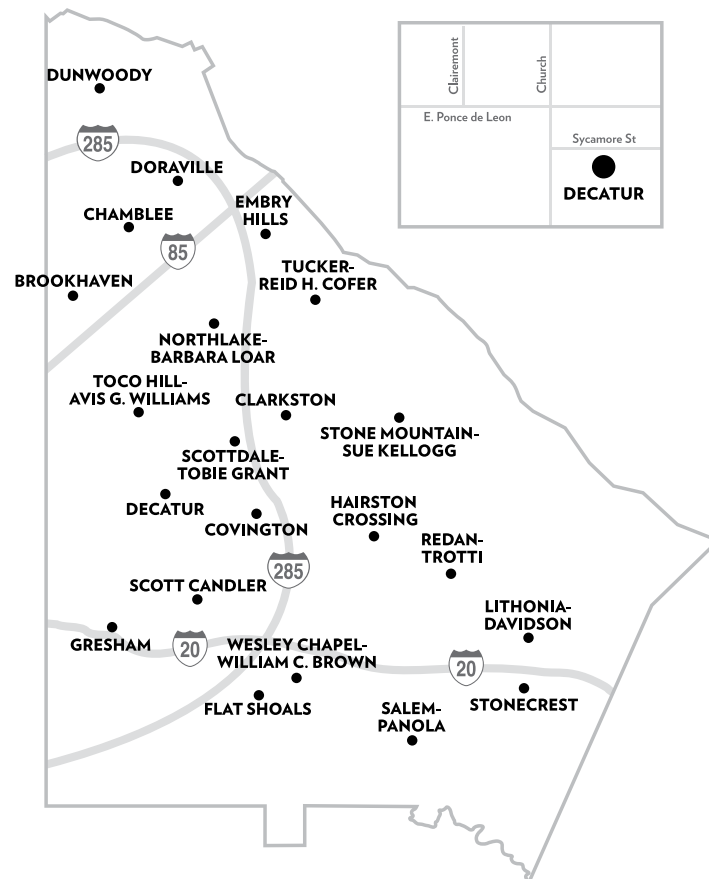 Clairemont
Church
E. Ponce de Leon
Sycamore St
DECATUR
DUNWOODY
285
DORAVILLE
CHAMBLEE
EMBRY
HILLS
85
BROOKHAVEN
TUCKER-
REID H. COFER
NORTHLAKE-
BARBARA LOAR
TOCO HILL-
AVIS G. WILLIAMS
CLARKSTON
STONE MOUNTAIN-
SUE KELLOGG
SCOTTDALE-
TOBIE GRANT
DECATUR
COVINGTON
HAIRSTON
CROSSING
REDAN-
TROTTI
285
SCOTT CANDLER
LITHONIA-
DAVIDSON
GRESHAM
20
WESLEY CHAPEL-
WILLIAM C. BROWN
20
FLAT SHOALS
SALEM-
PANOLA
STONECREST